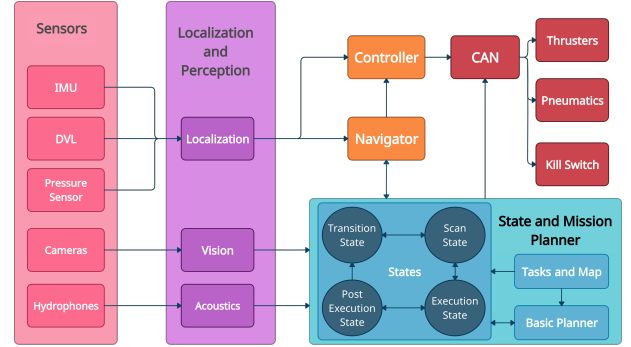 Sensors
IMU
DVL
Pressure
Sensor
Cameras
Hydrophones
Localization
and
Perception
Localization
Vision
Acoustics
Controller
Navigator
CAN
Thrusters
Pneumatics
Kill Switch
State and Mission
Planner
Transition
State
Scan
State
States
Post
Execution
State
Execution
State
Tasks and Map
Basic Planner